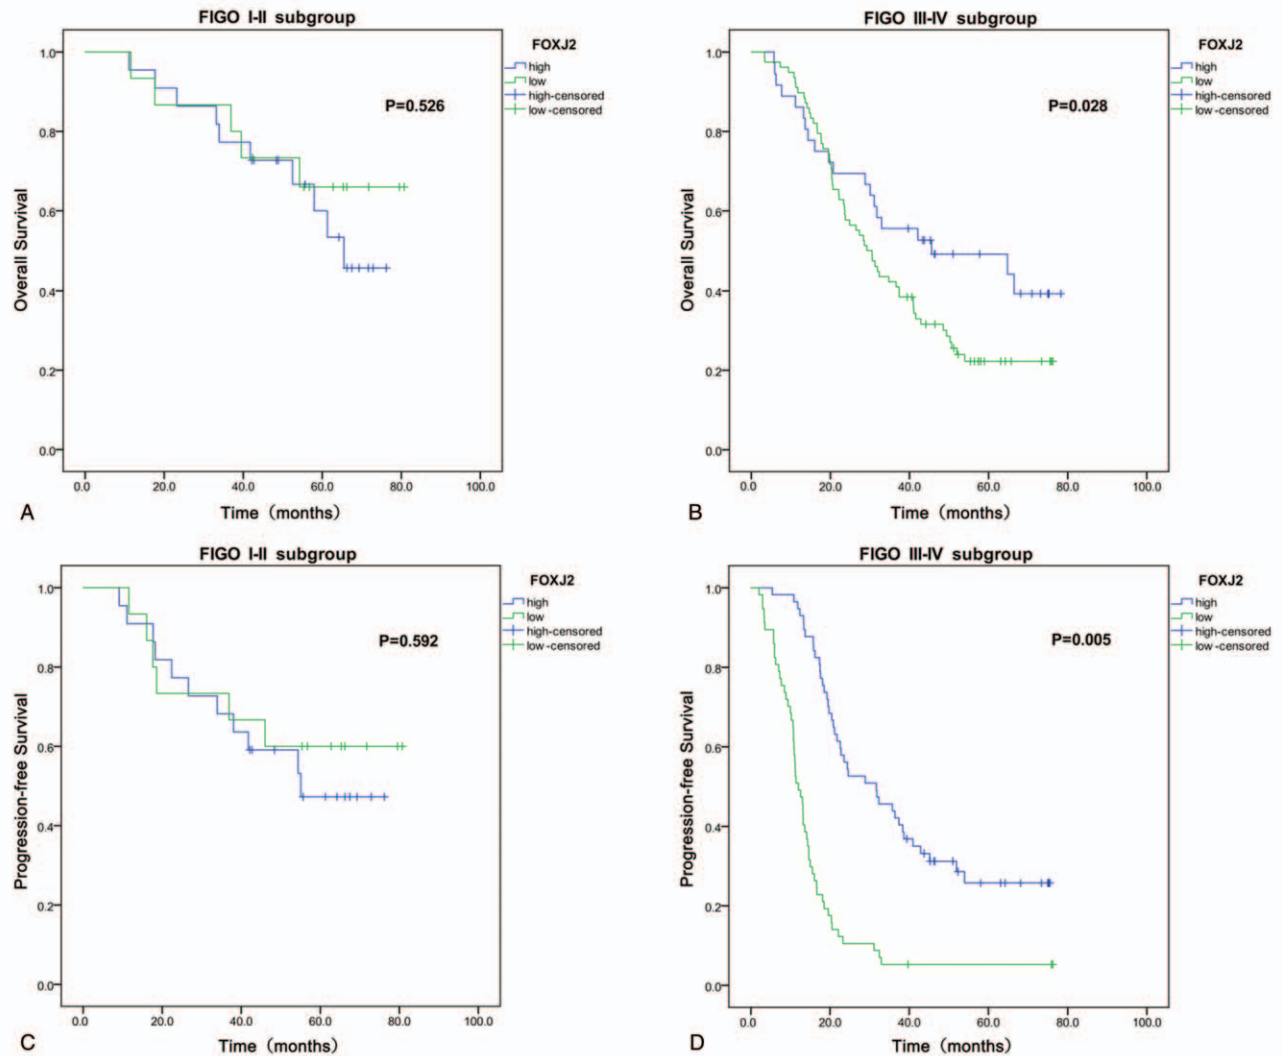 FIGO I-II subgroup
FOXJ2
high
low
high-censored
low-censored
P=0.526
1.0
0.8
0.6
0.4
0.2
0.0
Overall Survival
0.0 20.0 40.0 60.0 80.0 100.0
Time (months)
A
FIGO III-IV subgroup
FOXJ2
high
low
high-censored
low-censored
P=0.028
1.0
0.8
0.6
0.4
0.2
0.0
Overall Survival
0.0 20.0 40.0 60.0 80.0 100.0
Time (months)
B
FIGO I-II subgroup
FOXJ2
high
low
high-censored
low-censored
P=0.592
1.0
0.8
0.6
0.4
0.2
0.0
Progression-free Survival
0.0 20.0 40.0 60.0 80.0 100.0
Time (months)
C
FIGO III-IV subgroup
FOXJ2
high
low
high-censored
low-censored
P=0.005
1.0
0.8
0.6
0.4
0.2
0.0
Progression-free Survival
0.0 20.0 40.0 60.0 80.0 100.0
Time (months)
D